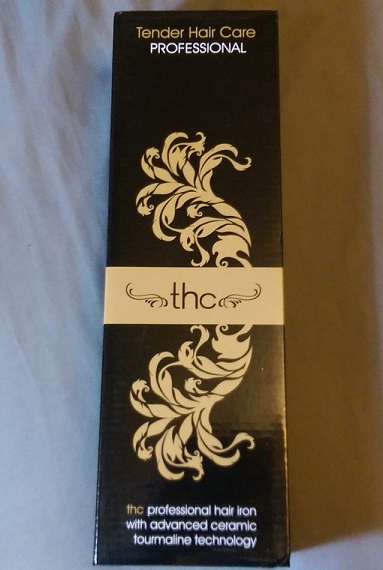 Tender Hair Care
PROFESSIONAL
thc
thc professional hair iron
with advanced ceramic
tourmaline technology